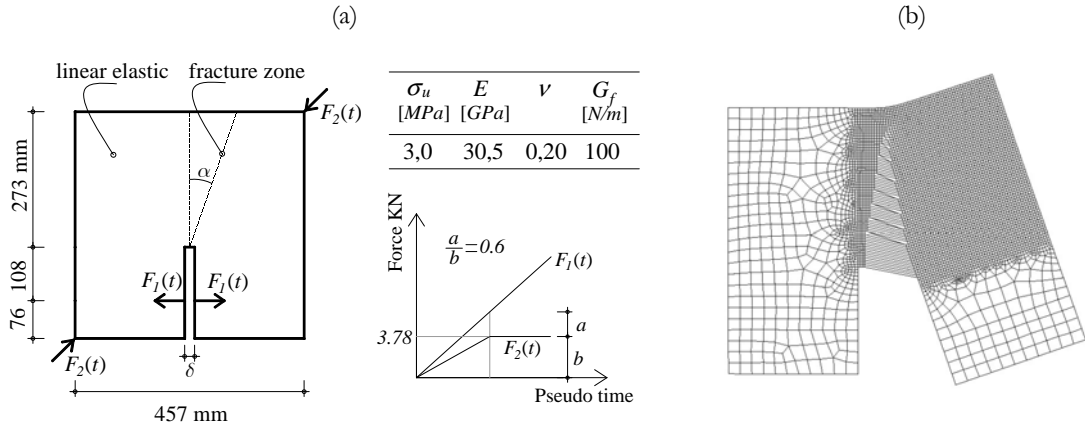 (a)
(b)
linear elastic
fracture zone
F2(t)
α
273 mm
108
76
F1(t)
F1(t)
F2(t)
δ
457 mm
σu E ν Gf
[MPa] [GPa] [N/m]
3,0 30,5 0,20 100
Force KN
a/b=0.6
F1(t)
3.78
F2(t)
a
b
Pseudo time